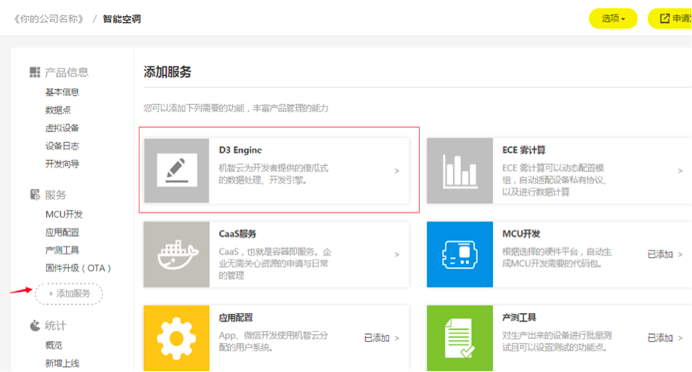 《你的公司名称》 / 智能空调
选项
申请
产品信息
基本信息
数据点
虚拟设备
设备日志
开发向导
服务
MCU开发
应用配置
产测工具
固件升级（OTA）
+ 添加服务
统计
概览
新增上线
添加服务
您可以添加下列需要的功能，丰富产品管理的能力
D3 Engine
机智云为开发者提供的傻瓜式
的数据处理、开发引擎。
>
ECE 雾计算
ECE 雾计算可以动态配置模
组，自动适配设备私有协议、
以及进行数据计算
>
CaaS服务
CaaS，也就是容器即服务。企
业无需关心资源的申请与日常
的管理
>
MCU开发
根据选择的硬件平台，自动生
成MCU开发需要的代码包。
已添加 >
应用配置
App、微信开发使用机智云分
配的用户系统。
已添加 >
产测工具
对生产出来的设备进行批量测
试目可以设置测试的功能点。
已添加 >